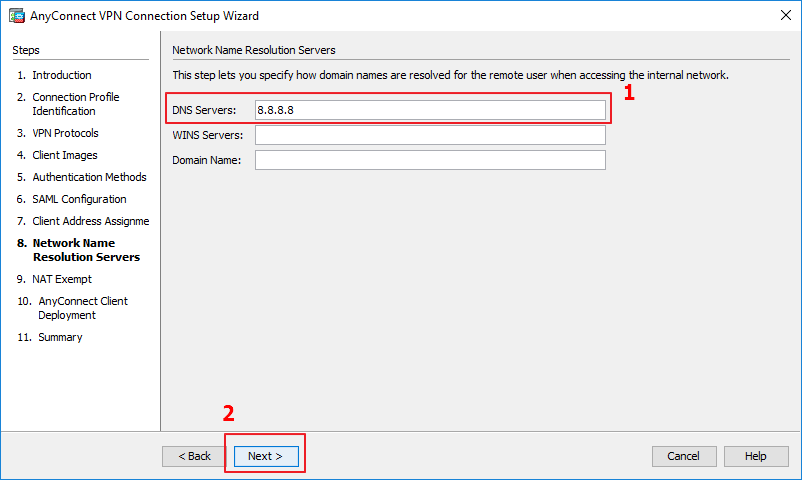 AnyConnect VPN Connection Setup Wizard
Steps
1. Introduction
2. Connection Profile
Identification
3. VPN Protocols
4. Client Images
5. Authentication Methods
6. SAML Configuration
7. Client Address Assignme
8. Network Name
Resolution Servers
9. NAT Exempt
10. AnyConnect Client
Deployment
11. Summary
Network Name Resolution Servers
This step lets you specify how domain names are resolved for the remote user when accessing the internal network.
1
DNS Servers: 8.8.8.8
WINS Servers:
Domain Name:
2
< Back Next > Cancel Help